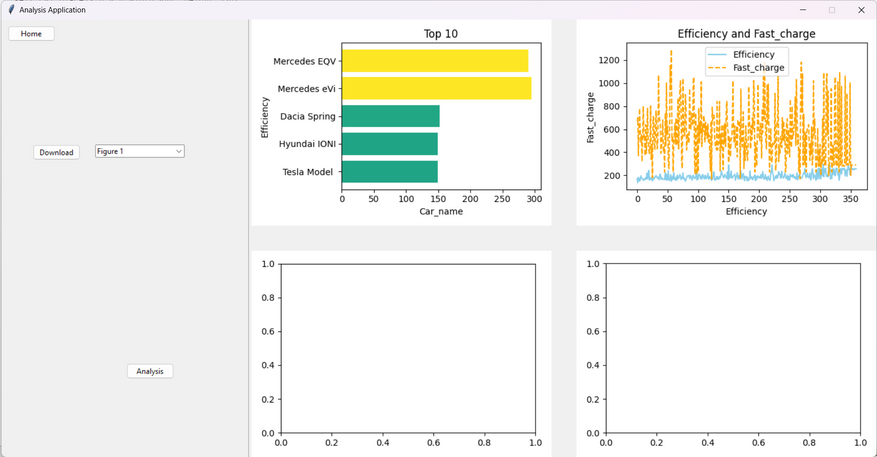 Analysis Application
Home
Download
Figure 1
Analysis
Top 10
Efficiency
Mercedes EQV
Mercedes eVi
Dacia Spring
Hyundai IONI
Tesla Model
0 50 100 150 200 250 300
Car_name
Efficiency and Fast_charge
Efficiency
Fast_charge
Fast_charge
1200
1000
800
600
400
200
0 50 100 150 200 250 300 350
Efficiency
1.0
0.8
0.6
0.4
0.2
0.0
0.0 0.2 0.4 0.6 0.8 1.0
1.0
0.8
0.6
0.4
0.2
0.0
0.0 0.2 0.4 0.6 0.8 1.0